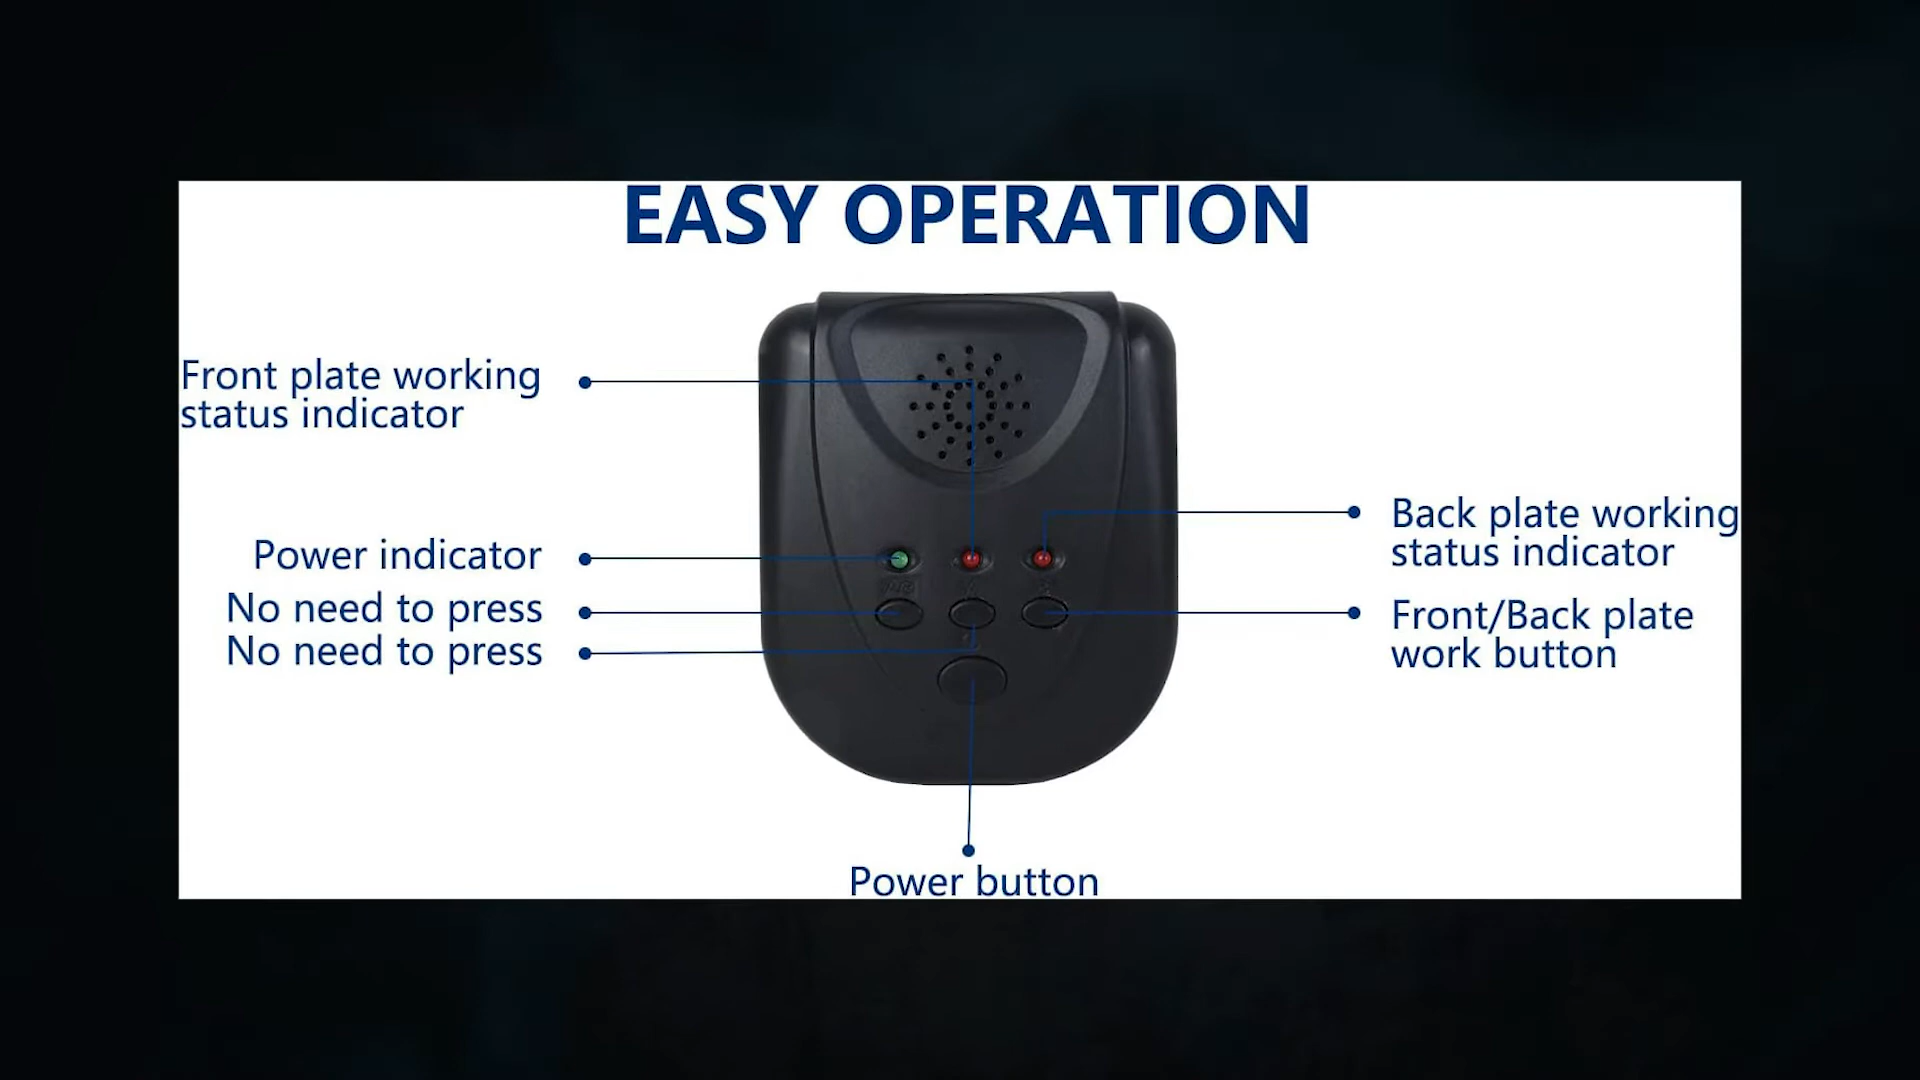 EASY OPERATION
Front plate working
status indicator
Power indicator
No need to press
No need to press
Back plate working
status indicator
Front/Back plate
work button
Power button